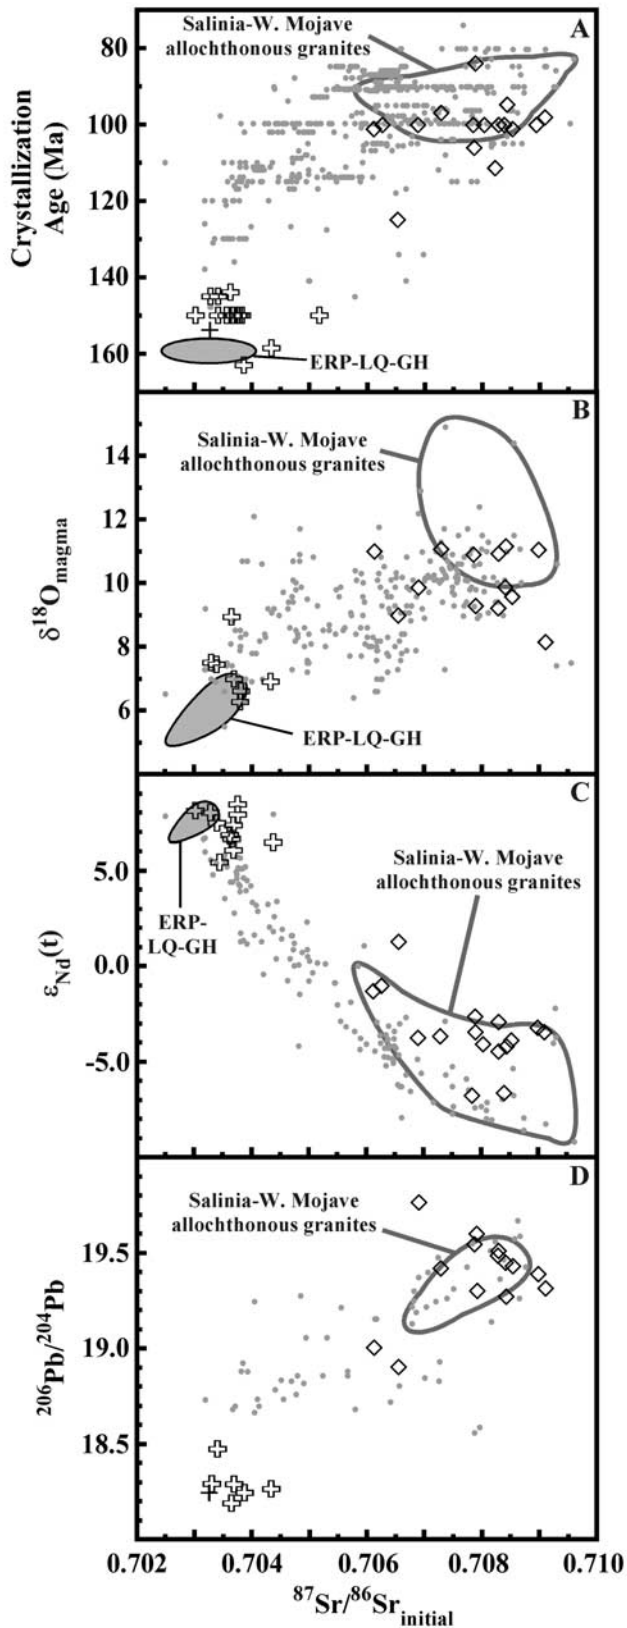 Salinia-W. Mojave
allochthonous granites
A
80
100
120
140
160
Crystallization
Age (Ma)
ERP-LQ-GH
B
Salinia-W. Mojave
allochthonous granites
14
12
10
8
6
δ¹⁸Omagma
ERP-LQ-GH
C
Salinia-W. Mojave
allochthonous granites
5.0
0.0
-5.0
εNd(t)
ERP-
LQ-GH
D
Salinia-W. Mojave
allochthonous granites
19.5
19.0
18.5
²⁰⁶Pb/²⁰⁴Pb
0.702 0.704 0.706 0.708 0.710
⁸⁷Sr/⁸⁶Srinitial